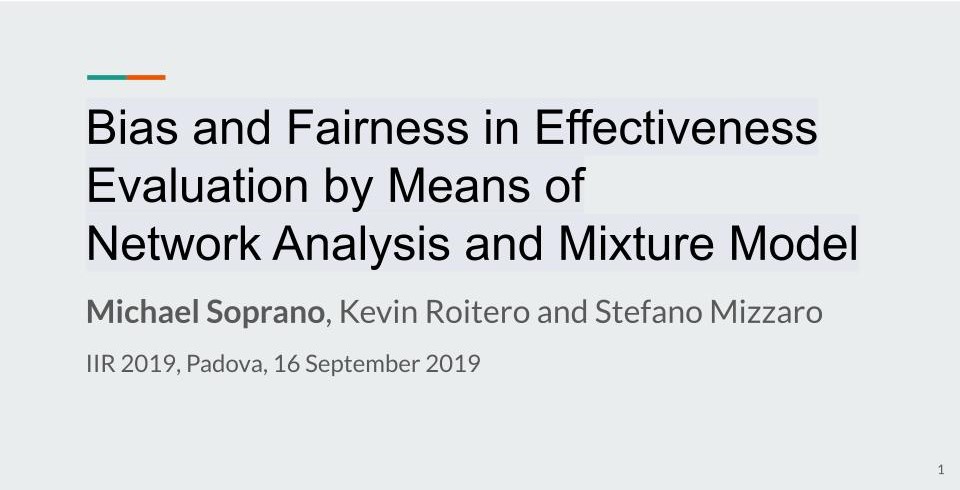 Bias and Fairness in Effectiveness
Evaluation by Means of
Network Analysis and Mixture Model
Michael Soprano, Kevin Roitero and Stefano Mizzaro
IIR 2019, Padova, 16 September 2019
1